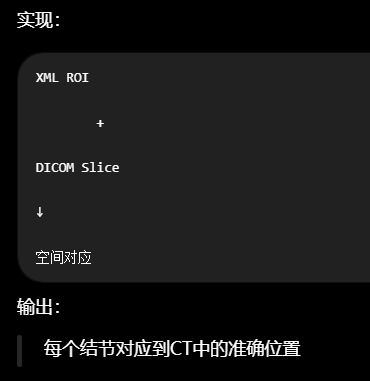 实现：
XML ROI
+
DICOM Slice
↓
空间对应
输出：
每个结节对应到CT中的准确位置